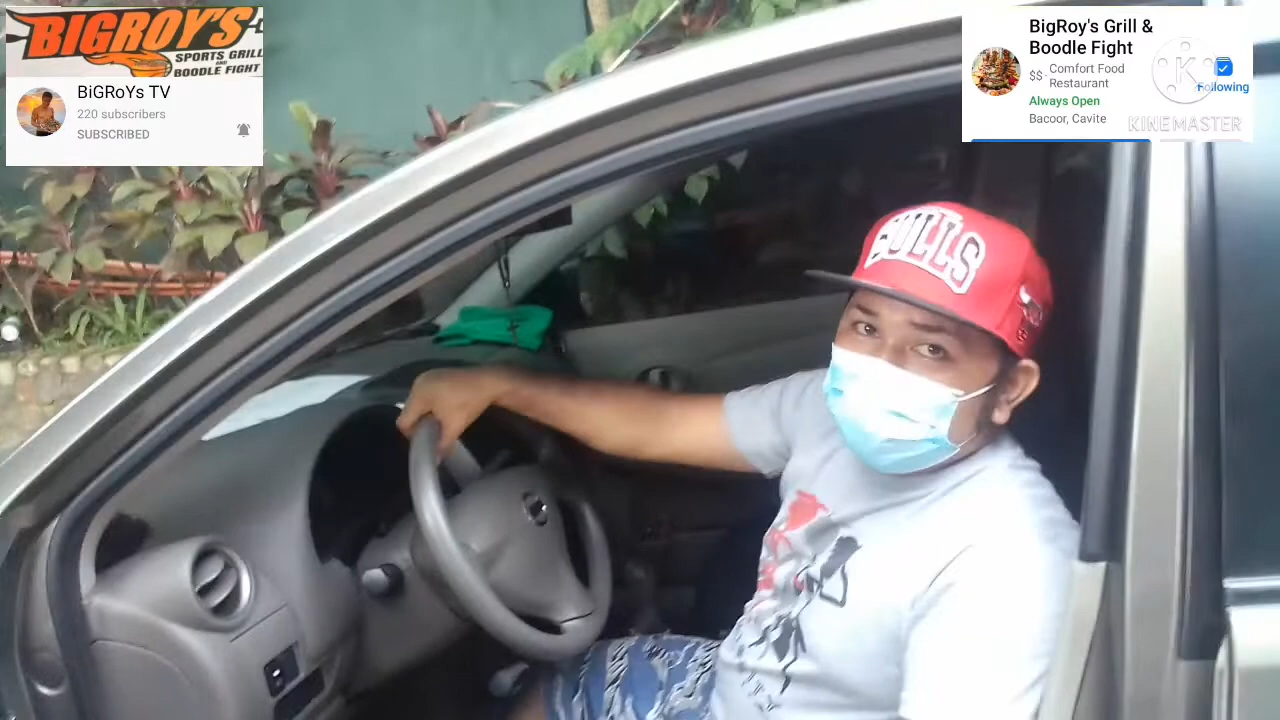 BIGROY'S
SPORTS GRILL
AND
BOODLE FIGHT
BiGRoYs TV
220 subscribers
SUBSCRIBED
BigRoy's Grill &
Boodle Fight
$$ · Comfort Food
Restaurant
Always Open
Bacoor, Cavite
Following
K
KINEMASTER
BULLS